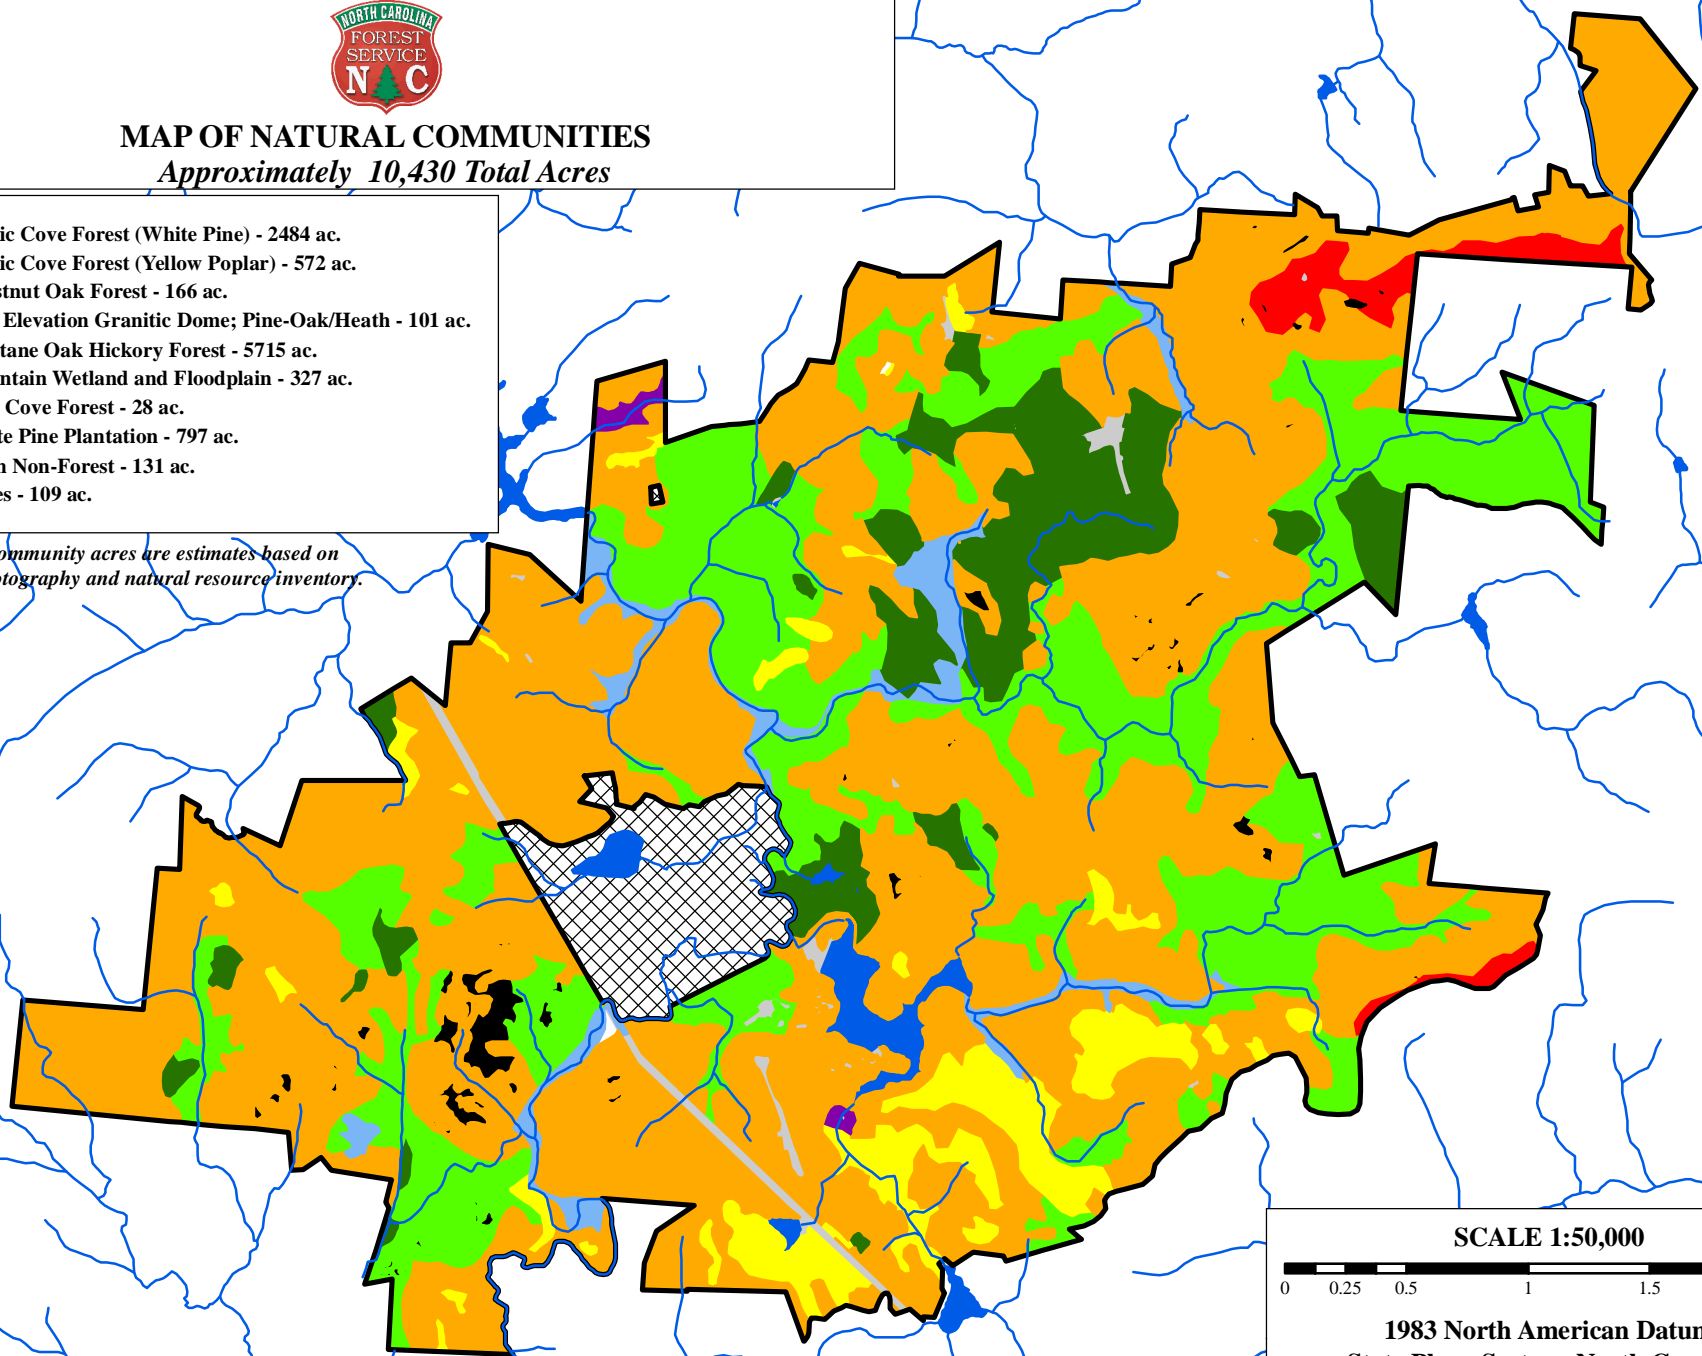 NORTH CAROLINA
FOREST
SERVICE
N C
MAP OF NATURAL COMMUNITIES
Approximately 10,430 Total Acres
ic Cove Forest (White Pine) - 2484 ac.
ic Cove Forest (Yellow Poplar) - 572 ac.
stnut Oak Forest - 166 ac.
Elevation Granitic Dome; Pine-Oak/Heath - 101 ac.
tane Oak Hickory Forest - 5715 ac.
ntain Wetland and Floodplain - 327 ac.
Cove Forest - 28 ac.
te Pine Plantation - 797 ac.
n Non-Forest - 131 ac.
es - 109 ac.
ommunity acres are estimates based on
otography and natural resource inventory.
SCALE 1:50,000
0 0.25 0.5 1 1.5
1983 North American Datum